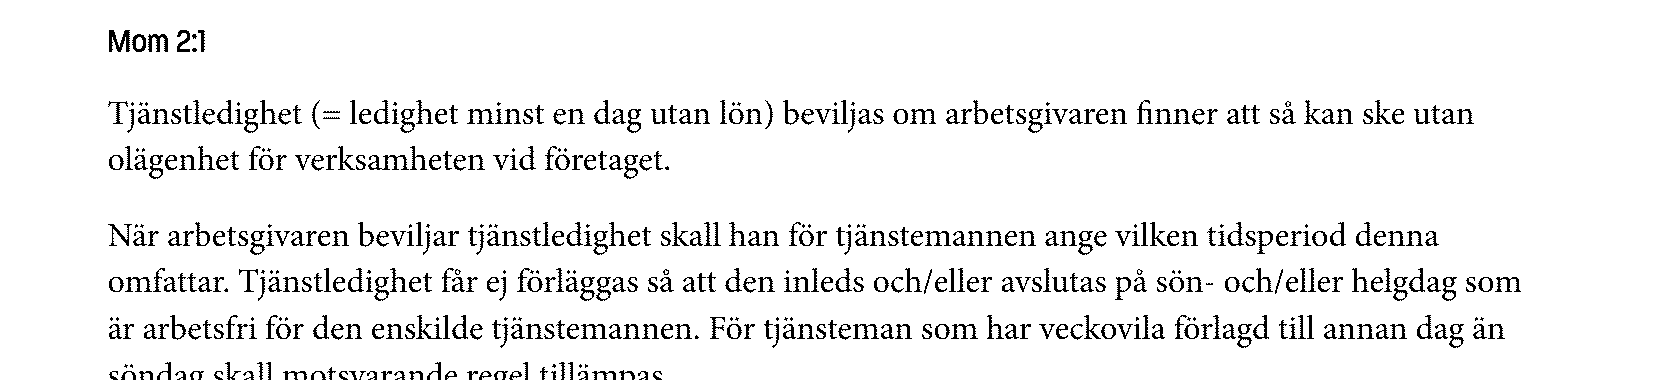 Mom 2:1
Tjänstledighet (= ledighet minst en dag utan lön) beviljas om arbetsgivaren finner att så kan ske utan
olägenhet för verksamheten vid företaget.
När arbetsgivaren beviljar tjänstledighet skall han för tjänstemannen ange vilken tidsperiod denna
omfattar. Tjänstledighet får ej förläggas så att den inleds och/eller avslutas på sön- och/eller helgdag som
är arbetsfri för den enskilde tjänstemannen. För tjänsteman som har veckovila förlagd till annan dag än
söndag skall motsvarande regel tillämpas.